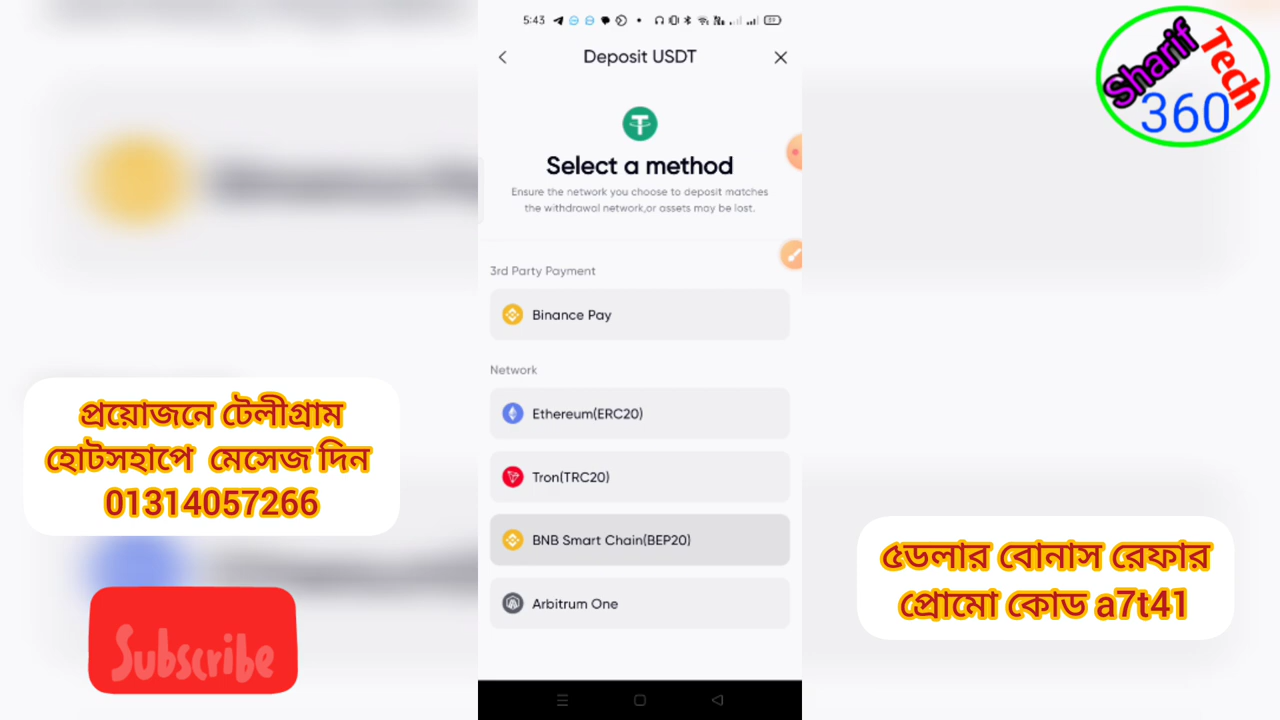 5:43
Deposit USDT
Sharif
Tech
360
Select a method
Ensure the network you choose to deposit matches
the withdrawal network,or assets may be lost.
3rd Party Payment
Binance Pay
Network
Ethereum(ERC20)
Tron(TRC20)
BNB Smart Chain(BEP20)
Arbitrum One
প্রয়োজনে টেলীগ্রাম
হোটসহাপে মেসেজ দিন
01314057266
Subscribe
৫ডলার বোনাস রেফার
প্রোমো কোড a7t41